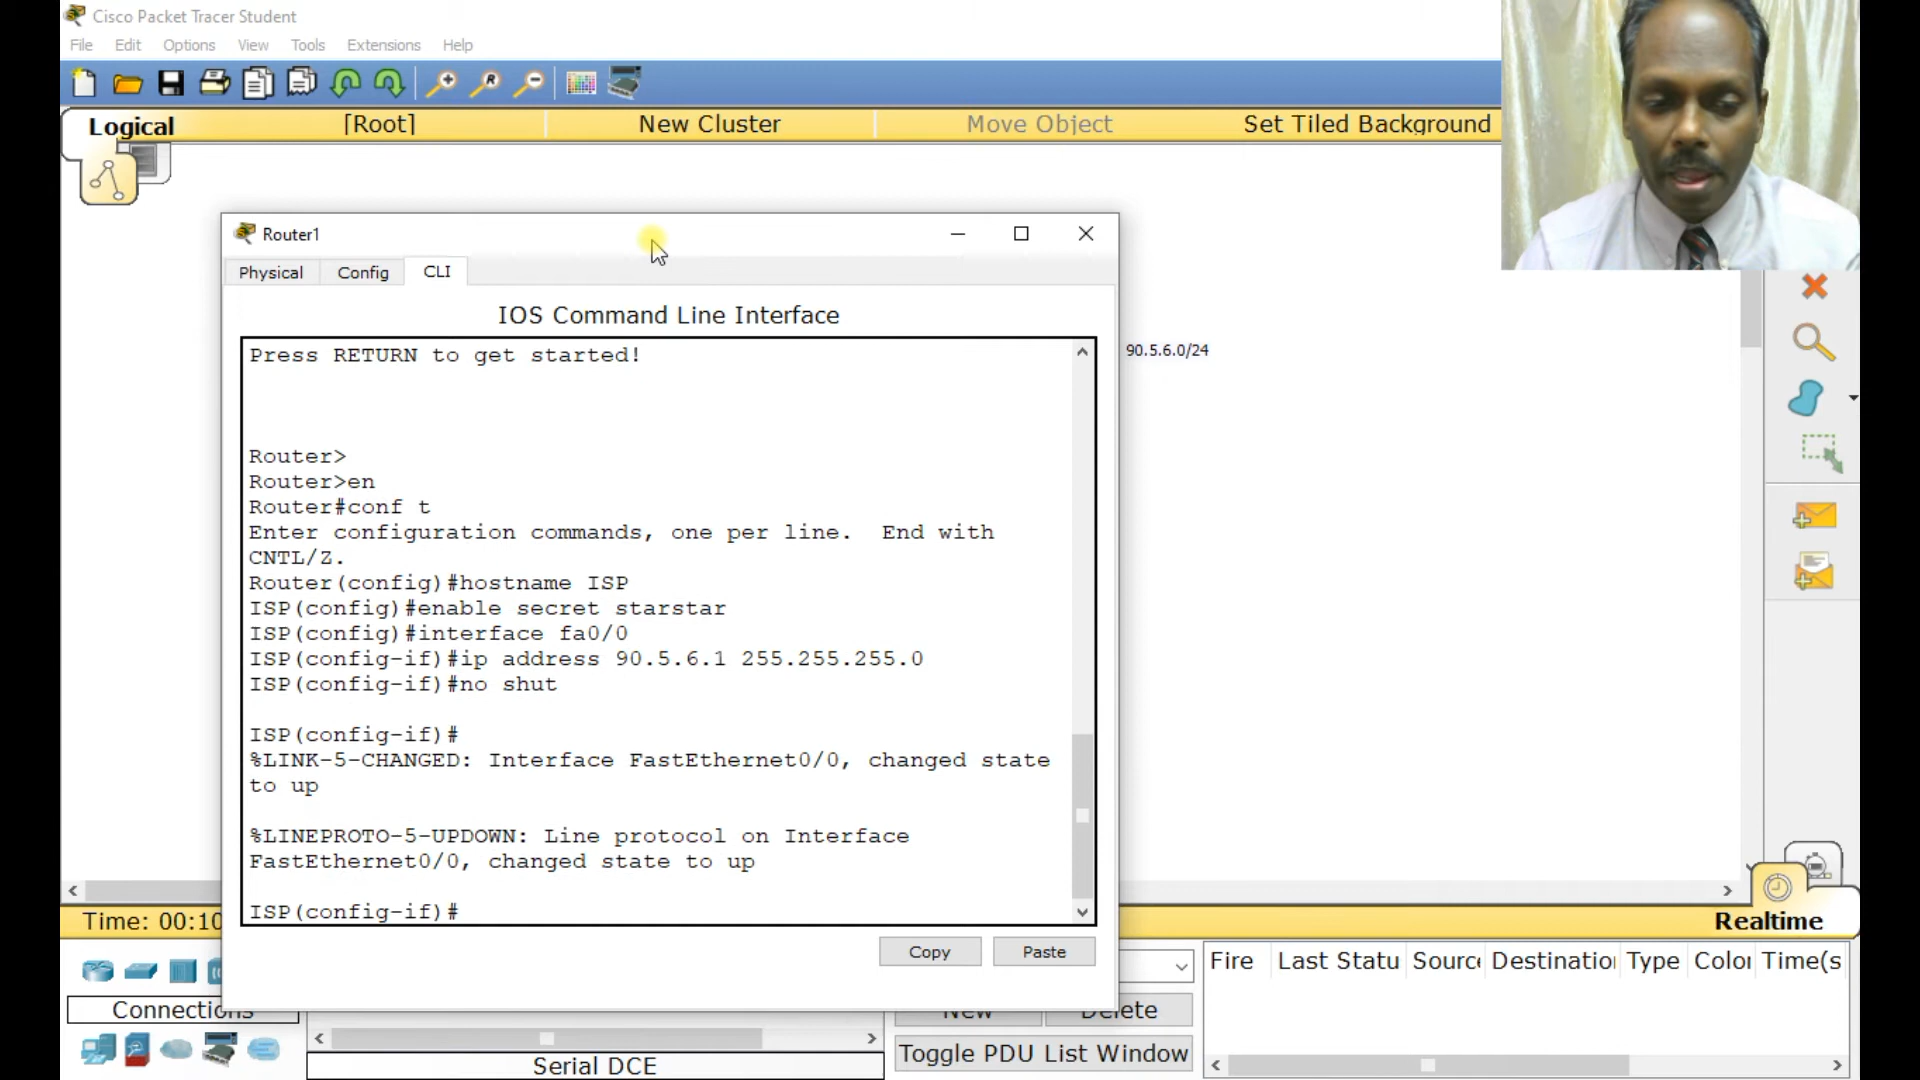 Cisco Packet Tracer Student
File Edit Options View Tools Extensions Help
Logical [Root] New Cluster Move Object Set Tiled Background
Router1
Physical Config CLI
IOS Command Line Interface
Press RETURN to get started!
90.5.6.0/24
Router>
Router>en
Router#conf t
Enter configuration commands, one per line.  End with
CNTL/Z.
Router(config)#hostname ISP
ISP(config)#enable secret starstar
ISP(config)#interface fa0/0
ISP(config-if)#ip address 90.5.6.1 255.255.255.0
ISP(config-if)#no shut
ISP(config-if)#
%LINK-5-CHANGED: Interface FastEthernet0/0, changed state
to up
%LINEPROTO-5-UPDOWN: Line protocol on Interface
FastEthernet0/0, changed state to up
ISP(config-if)#
Time: 00:10
Realtime
Copy Paste
Fire Last Statu Source Destination Type Color Time(s
Connections
New Delete
Toggle PDU List Window
Serial DCE